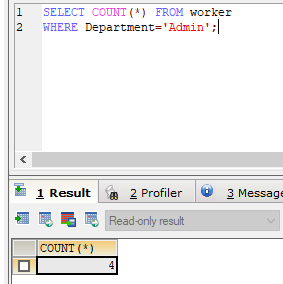 1 SELECT COUNT(*) FROM worker
2 WHERE Department='Admin';
1 Result 2 Profiler 3 Message
Read-only result
COUNT(*)
4